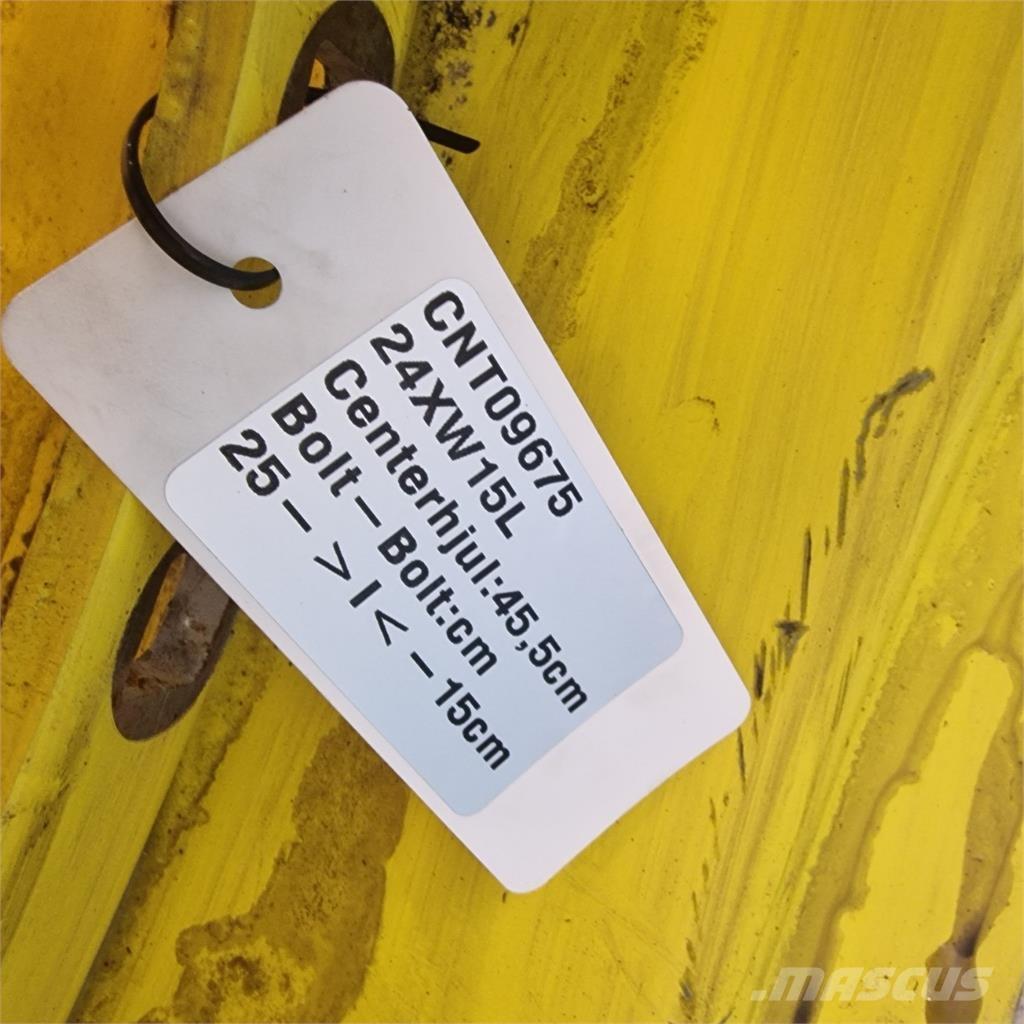 CNT09675
24XW15L
Centerhjul:45,5cm
Bolt-Bolt:cm
25->I<-15cm
.MASCUS